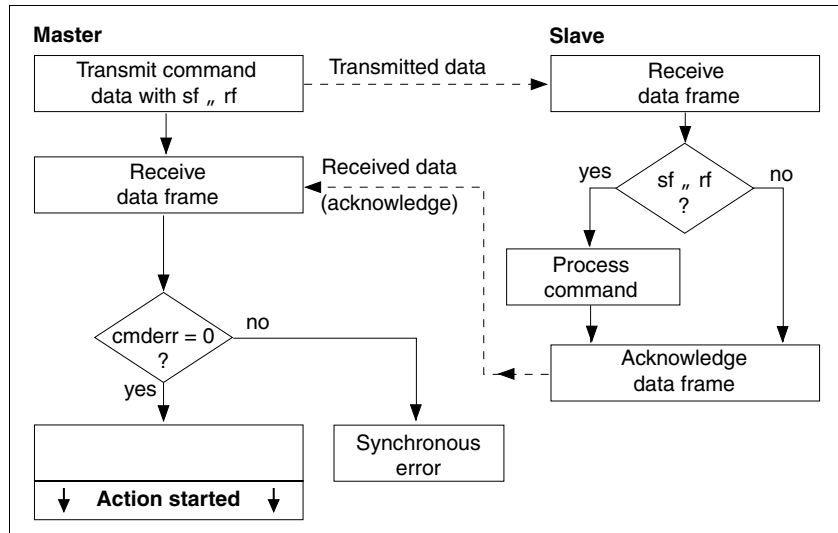 Master
Slave
Transmit command
data with sf „ rf
Transmitted data
Receive
data frame
Receive
data frame
Received data
(acknowledge)
yes
sf „ rf
?
no
Process
command
cmderr = 0
?
no
yes
Acknowledge
data frame
Synchronous
error
Action started